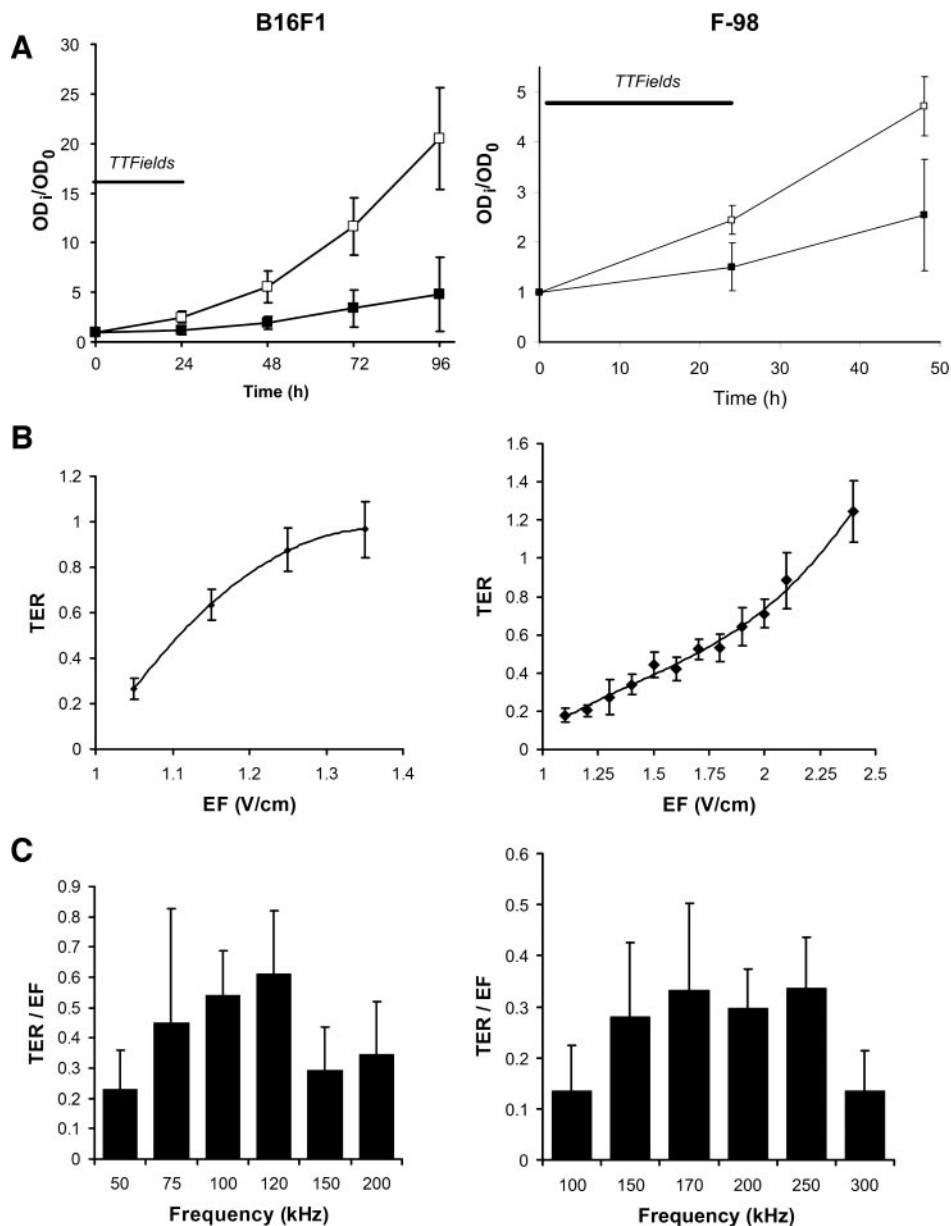 B16F1
F-98
A
30
25
20
15
10
5
0
ODi/OD0
TTFields
0 24 48 72 96
Time (h)
5
4
3
2
1
0
ODi/OD0
TTFields
0 10 20 30 40 50
Time (h)
B
1.2
1
0.8
0.6
0.4
0.2
0
TER
1 1.1 1.2 1.3 1.4
EF (V/cm)
1.6
1.4
1.2
1
0.8
0.6
0.4
0.2
0
TER
1 1.25 1.5 1.75 2 2.25 2.5
EF (V/cm)
C
0.9
0.8
0.7
0.6
0.5
0.4
0.3
0.2
0.1
0
TER / EF
50 75 100 120 150 200
Frequency (kHz)
0.6
0.5
0.4
0.3
0.2
0.1
0
TER / EF
100 150 170 200 250 300
Frequency (kHz)